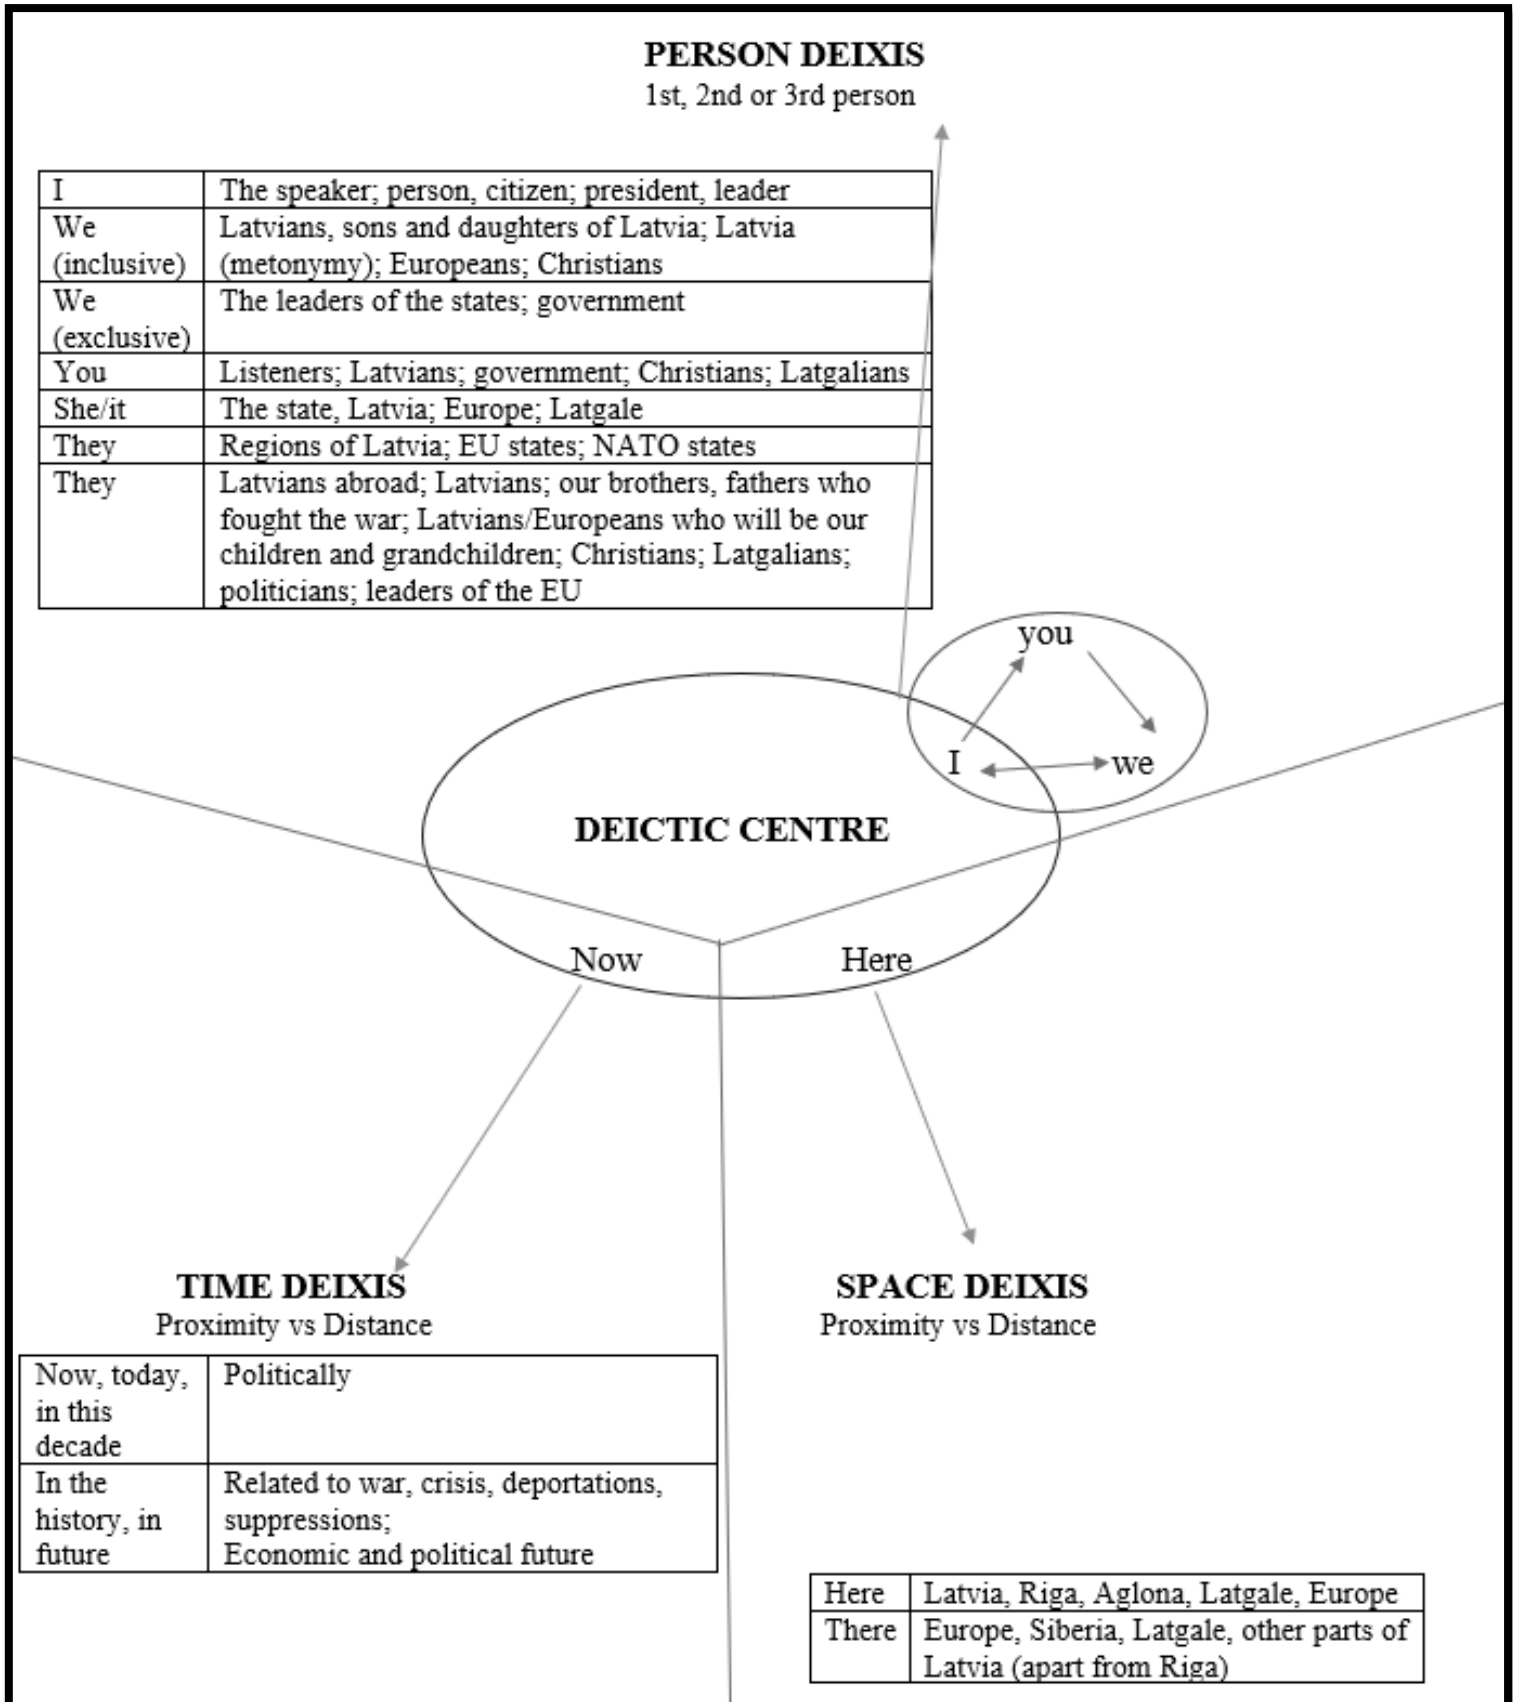 PERSON DEIXIS
1st, 2nd or 3rd person
I The speaker; person, citizen; president, leader
We Latvians, sons and daughters of Latvia; Latvia
(inclusive) (metonymy); Europeans; Christians
We The leaders of the states; government
(exclusive)
You Listeners; Latvians; government; Christians; Latgalians
She/it The state, Latvia; Europe; Latgale
They Regions of Latvia; EU states; NATO states
They Latvians abroad; Latvians; our brothers, fathers who
fought the war; Latvians/Europeans who will be our
children and grandchildren; Christians; Latgalians;
politicians; leaders of the EU
you
I we
DEICTIC CENTRE
Now Here
TIME DEIXIS
Proximity vs Distance
Now, today, Politically
in this
decade
In the Related to war, crisis, deportations,
history, in suppressions;
future Economic and political future
SPACE DEIXIS
Proximity vs Distance
Here Latvia, Riga, Aglona, Latgale, Europe
There Europe, Siberia, Latgale, other parts of
Latvia (apart from Riga)